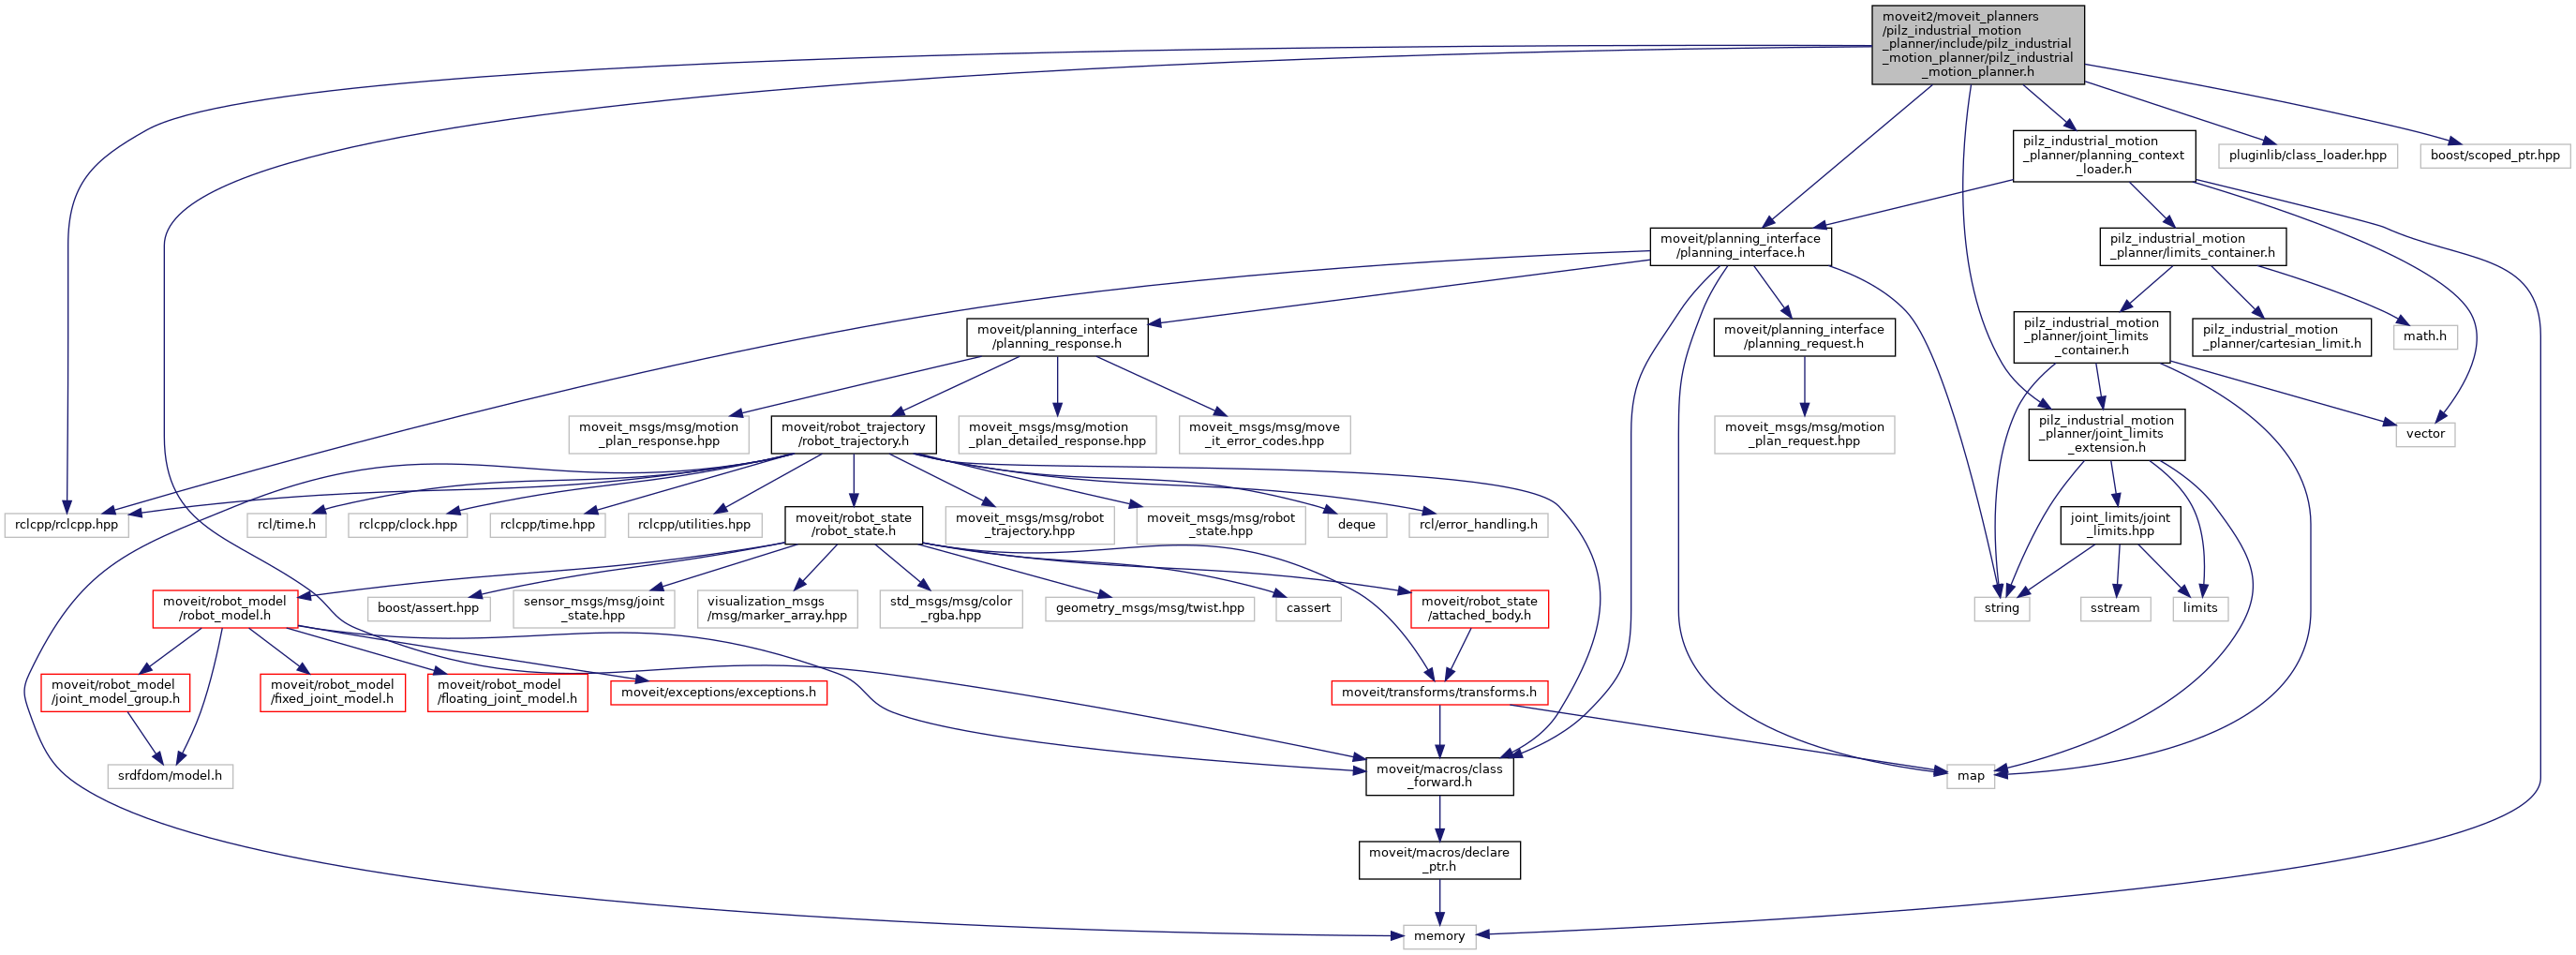 moveit2/moveit_planners
/pilz_industrial_motion
_planner/include/pilz_industrial
_motion_planner/pilz_industrial
_motion_planner.h
pilz_industrial_motion
_planner/planning_context
_loader.h
pluginlib/class_loader.hpp
boost/scoped_ptr.hpp
moveit/planning_interface
/planning_interface.h
pilz_industrial_motion
_planner/limits_container.h
moveit/planning_interface
/planning_response.h
moveit/planning_interface
/planning_request.h
pilz_industrial_motion
_planner/joint_limits
_container.h
pilz_industrial_motion
_planner/cartesian_limit.h
math.h
moveit_msgs/msg/motion
_plan_response.hpp
moveit/robot_trajectory
/robot_trajectory.h
moveit_msgs/msg/motion
_plan_detailed_response.hpp
moveit_msgs/msg/move
_it_error_codes.hpp
moveit_msgs/msg/motion
_plan_request.hpp
pilz_industrial_motion
_planner/joint_limits
_extension.h
vector
rclcpp/rclcpp.hpp
rcl/time.h
rclcpp/clock.hpp
rclcpp/time.hpp
rclcpp/utilities.hpp
moveit/robot_state
/robot_state.h
moveit_msgs/msg/robot
_trajectory.hpp
moveit_msgs/msg/robot
_state.hpp
deque
rcl/error_handling.h
joint_limits/joint
_limits.hpp
moveit/robot_model
/robot_model.h
boost/assert.hpp
sensor_msgs/msg/joint
_state.hpp
visualization_msgs
/msg/marker_array.hpp
std_msgs/msg/color
_rgba.hpp
geometry_msgs/msg/twist.hpp
cassert
moveit/robot_state
/attached_body.h
string
sstream
limits
moveit/robot_model
/joint_model_group.h
moveit/robot_model
/fixed_joint_model.h
moveit/robot_model
/floating_joint_model.h
moveit/exceptions/exceptions.h
moveit/transforms/transforms.h
srdfdom/model.h
moveit/macros/class
_forward.h
map
moveit/macros/declare
_ptr.h
memory